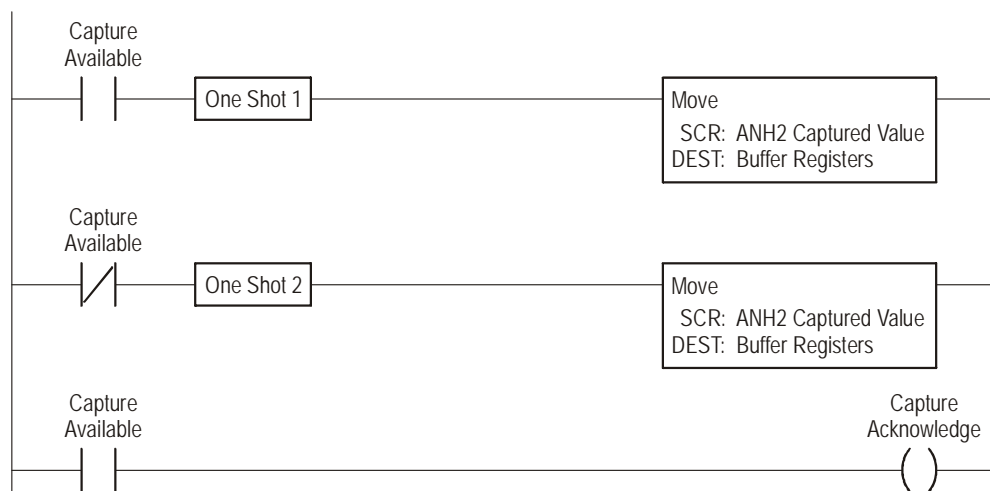 Capture
Available
One Shot 1
Move
SCR: ANH2 Captured Value
DEST: Buffer Registers
Capture
Available
One Shot 2
Move
SCR: ANH2 Captured Value
DEST: Buffer Registers
Capture
Available
Capture
Acknowledge